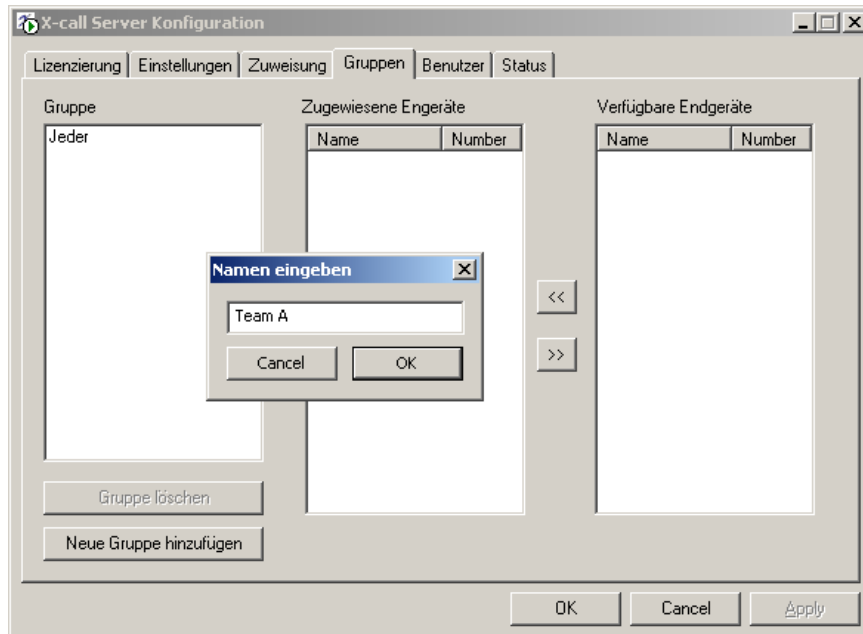 X-call Server Konfiguration
Lizenzierung Einstellungen Zuweisung Gruppen Benutzer Status
Gruppe Zugewiesene Engeräte Verfügbare Endgeräte
Jeder Name Number Name Number
Namen eingeben
Team A
<<
Cancel OK
>>
Gruppe löschen
Neue Gruppe hinzufügen
OK Cancel Apply